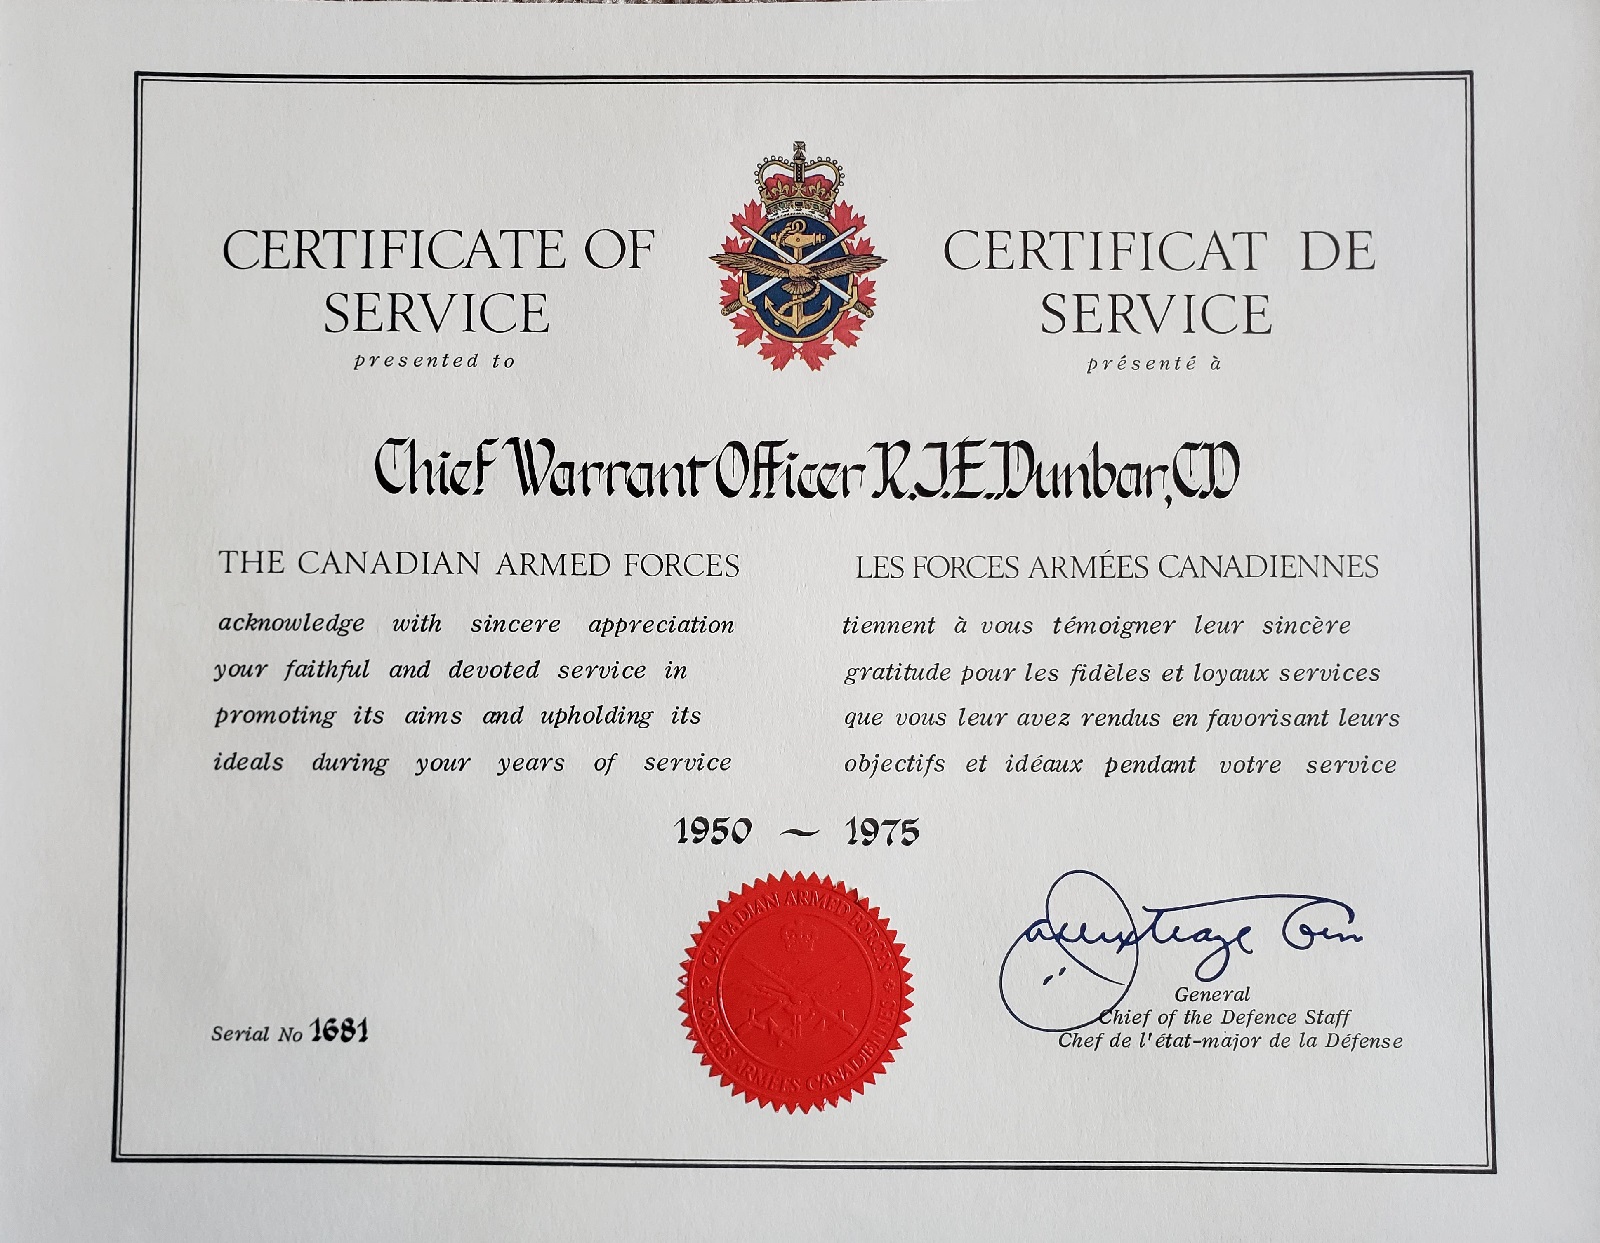 CERTIFICATE OF
SERVICE
presented to
CERTIFICAT DE
SERVICE
présenté à
Chief Warrant Officer R.J.E. Dunbar, CD
THE CANADIAN ARMED FORCES
acknowledge with sincere appreciation
your faithful and devoted service in
promoting its aims and upholding its
ideals during your years of service
LES FORCES ARMÉES CANADIENNES
tiennent à vous témoigner leur sincère
gratitude pour les fidèles et loyaux services
que vous leur avez rendus en favorisant leurs
objectifs et idéaux pendant votre service
1950 ~ 1975
CANADIAN ARMED FORCES
FORCES ARMÉES CANADIENNES
Gen
General
Chief of the Defence Staff
Chef de l'état-major de la Défense
Serial No 1681